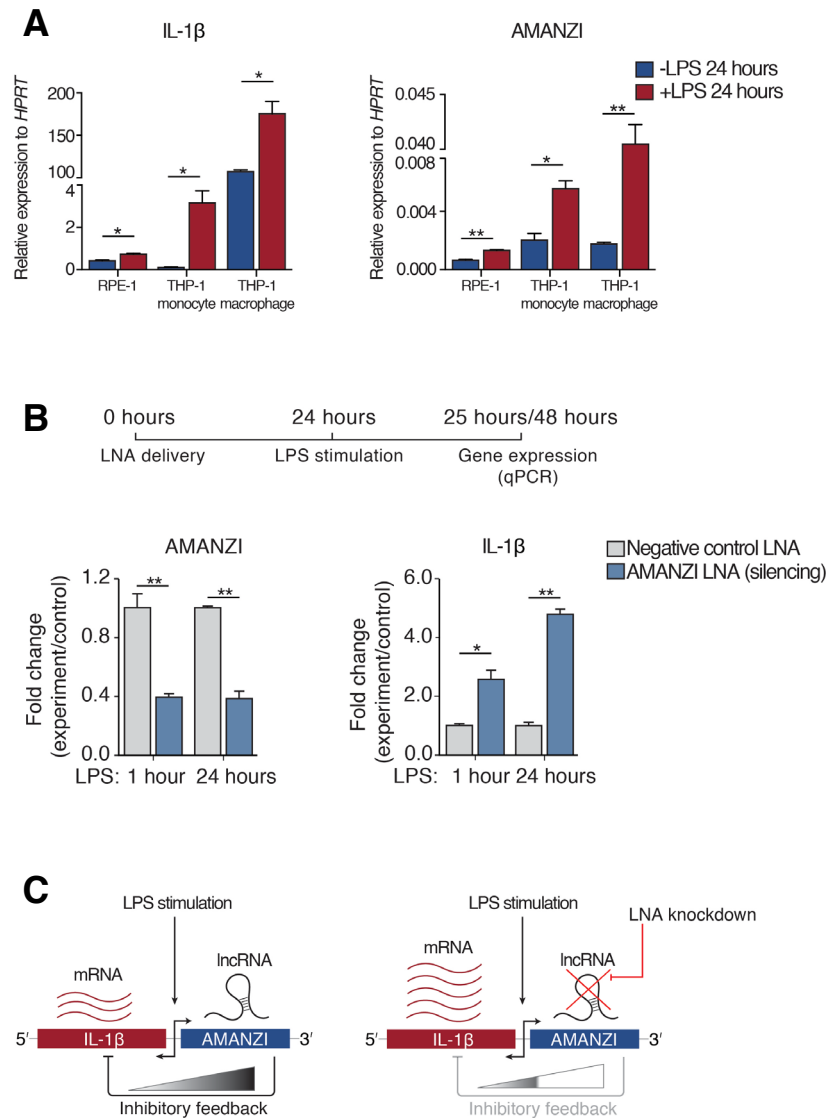 A
IL-1β
AMANZI
-LPS 24 hours
+LPS 24 hours
Relative expression to HPRT
200
150
100
4
2
0
RPE-1
THP-1 monocyte
THP-1 macrophage
*
*
*
Relative expression to HPRT
0.045
0.040
0.008
0.004
0.000
RPE-1
THP-1 monocyte
THP-1 macrophage
**
*
**
B
0 hours
24 hours
25 hours/48 hours
LNA delivery
LPS stimulation
Gene expression
(qPCR)
AMANZI
IL-1β
Negative control LNA
AMANZI LNA (silencing)
Fold change
(experiment/control)
1.2
0.8
0.4
0.0
**
**
LPS: 1 hour 24 hours
Fold change
(experiment/control)
6.0
4.0
2.0
0.0
*
**
LPS: 1 hour 24 hours
C
LPS stimulation
mRNA
lncRNA
5′
IL-1β
AMANZI
3′
Inhibitory feedback
LPS stimulation
LNA knockdown
mRNA
lncRNA
5′
IL-1β
AMANZI
3′
Inhibitory feedback